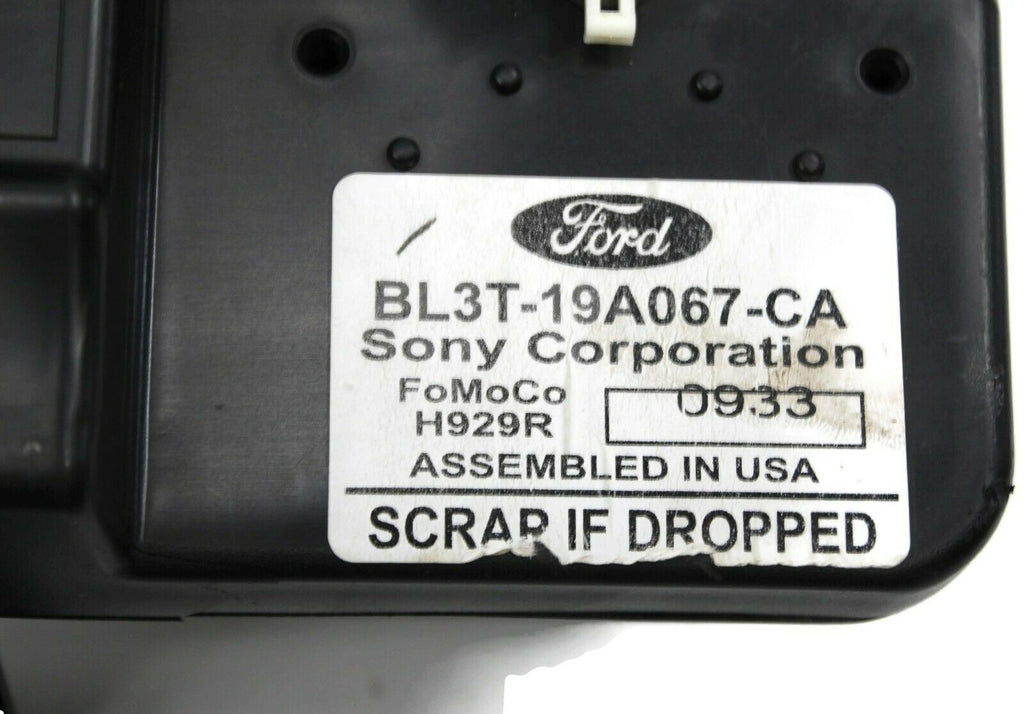 Ford
BL3T-19A067-CA
Sony Corporation
FoMoCo
H929R
0933
ASSEMBLED IN USA
SCRAP IF DROPPED